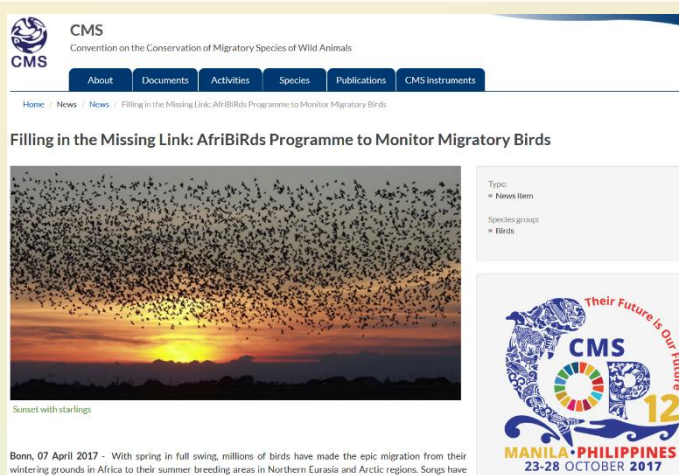 CMS
Convention on the Conservation of Migratory Species of Wild Animals
CMS
About Documents Activities Species Publications CMS instruments
Home / News / News / Filling in the Missing Link: AfriBiRds Programme to Monitor Migratory Birds
Filling in the Missing Link: AfriBiRds Programme to Monitor Migratory Birds
Sunset with starlings
Bonn, 07 April 2017 - With spring in full swing, millions of birds have made the epic migration from their
wintering grounds in Africa to their summer breeding areas in Northern Eurasia and Arctic regions. Songs have
Type:
News item
Species group:
Birds
Their Future is Our Future
CMS
COP12
MANILA•PHILIPPINES
23-28 OCTOBER 2017